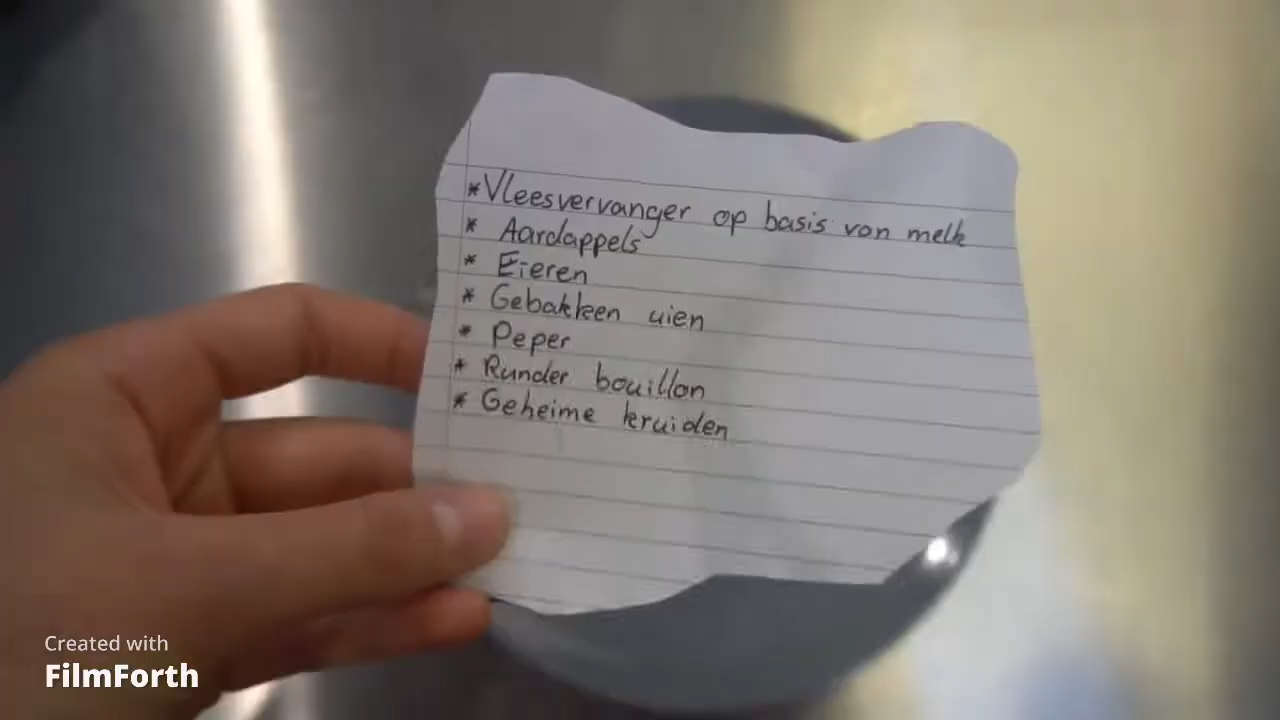 *Vleesvervanger op basis van melk
* Aardappels
* Eieren
* Gebakken uien
* Peper
* Runder bouillon
* Geheime kruiden
Created with
FilmForth